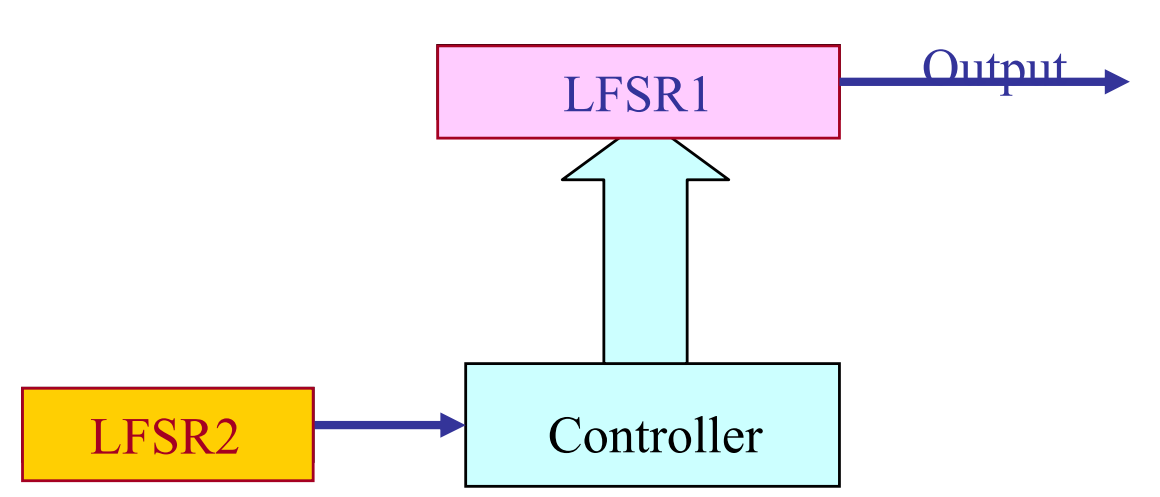 Output
LFSR1
LFSR2
Controller